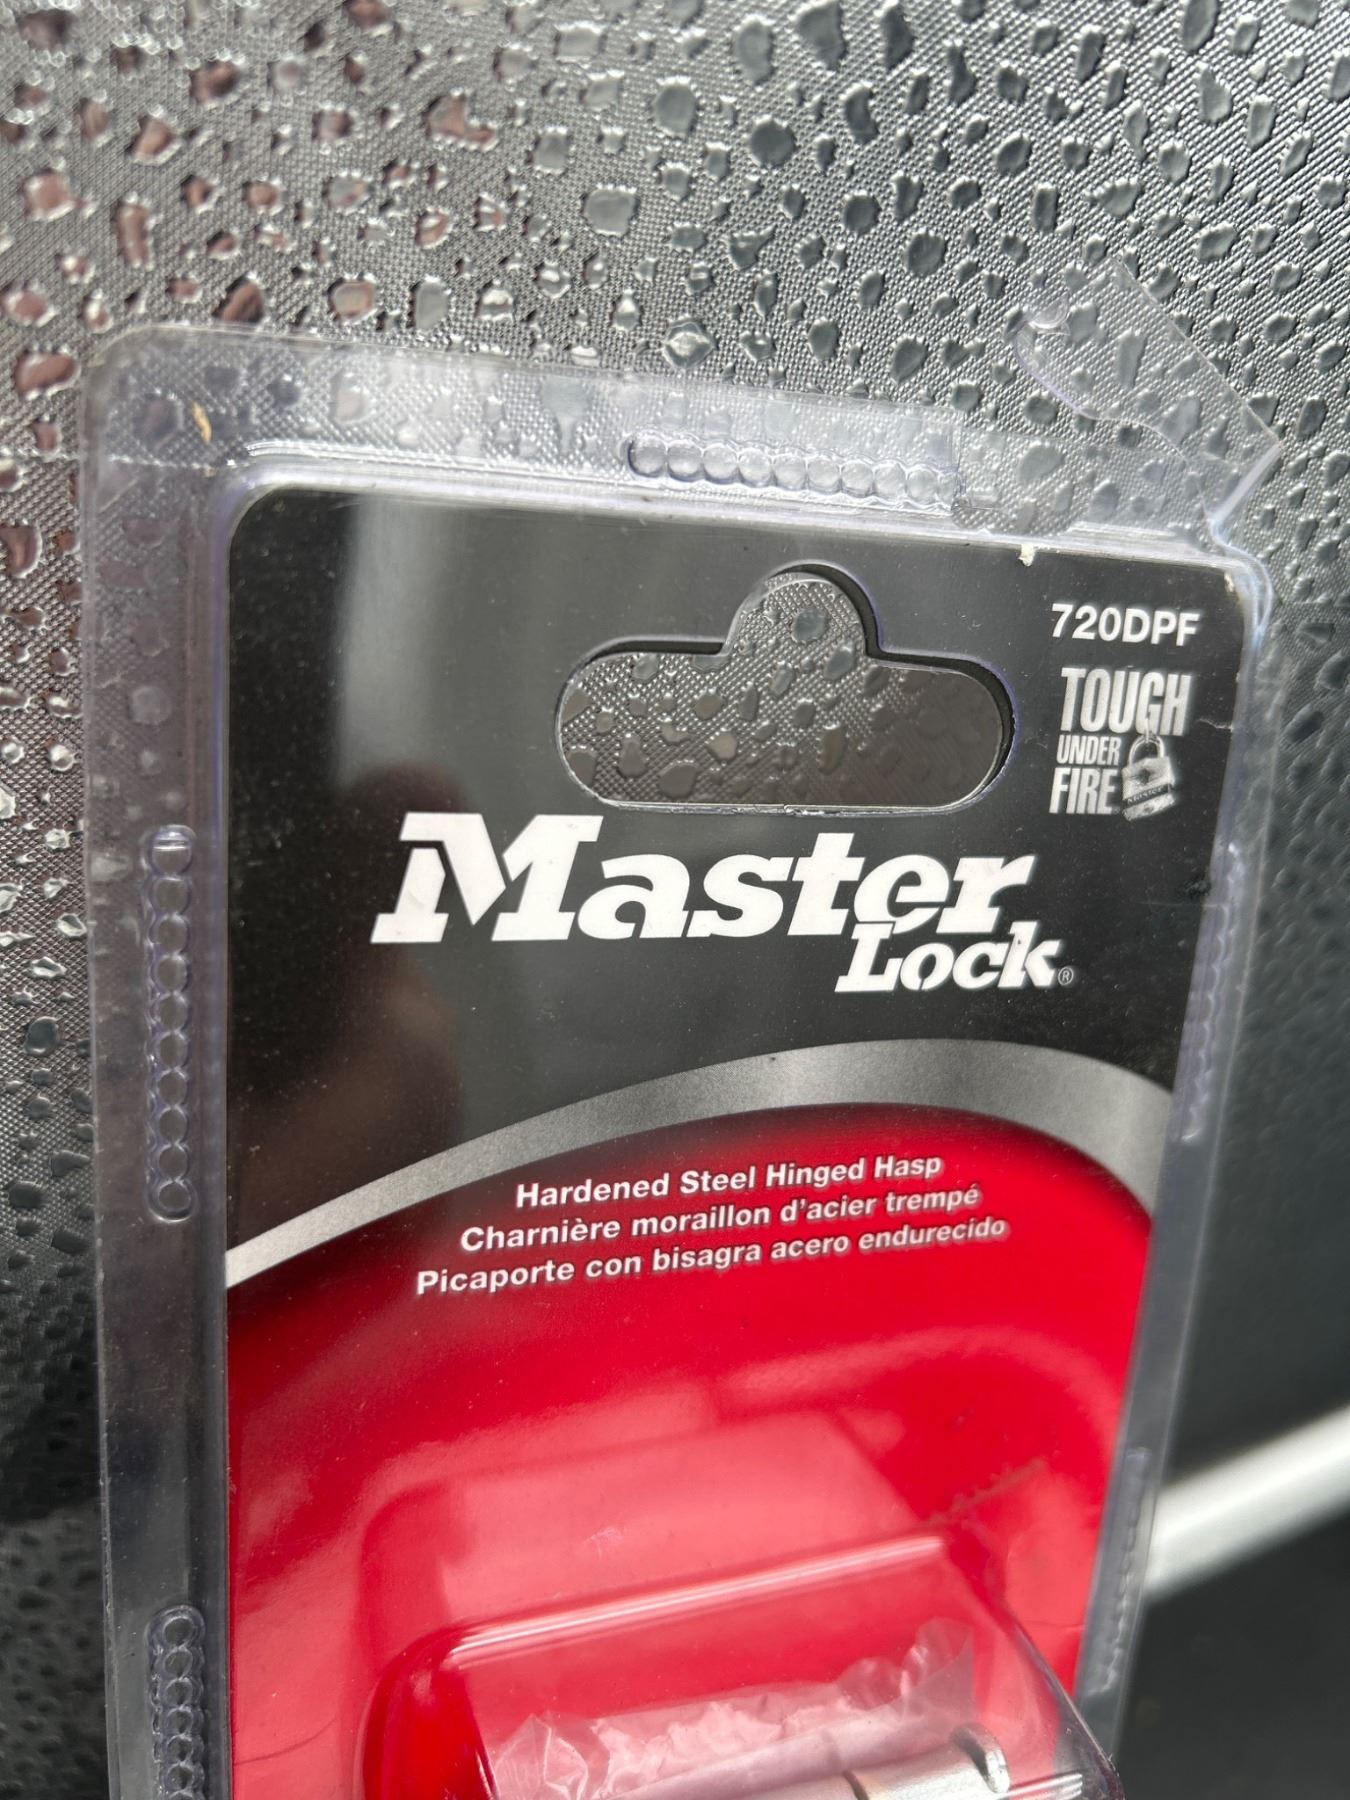 720DPF
TOUGH
UNDER
FIRE
Master
Lock®
Hardened Steel Hinged Hasp
Charnière moraillon d'acier trempé
Picaporte con bisagra acero endurecido